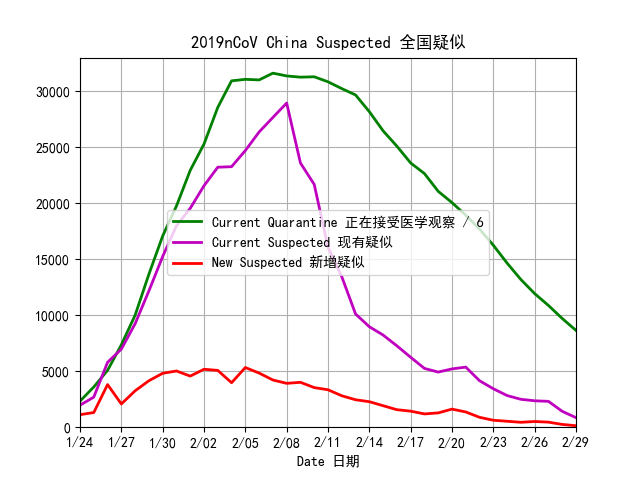 2019nCoV China Suspected 全国疑似
30000
25000
20000
15000
10000
5000
0
Current Quarantine 正在接受医学观察 / 6
Current Suspected 现有疑似
New Suspected 新增疑似
1/24 1/27 1/30 2/02 2/05 2/08 2/11 2/14 2/17 2/20 2/23 2/26 2/29
Date 日期